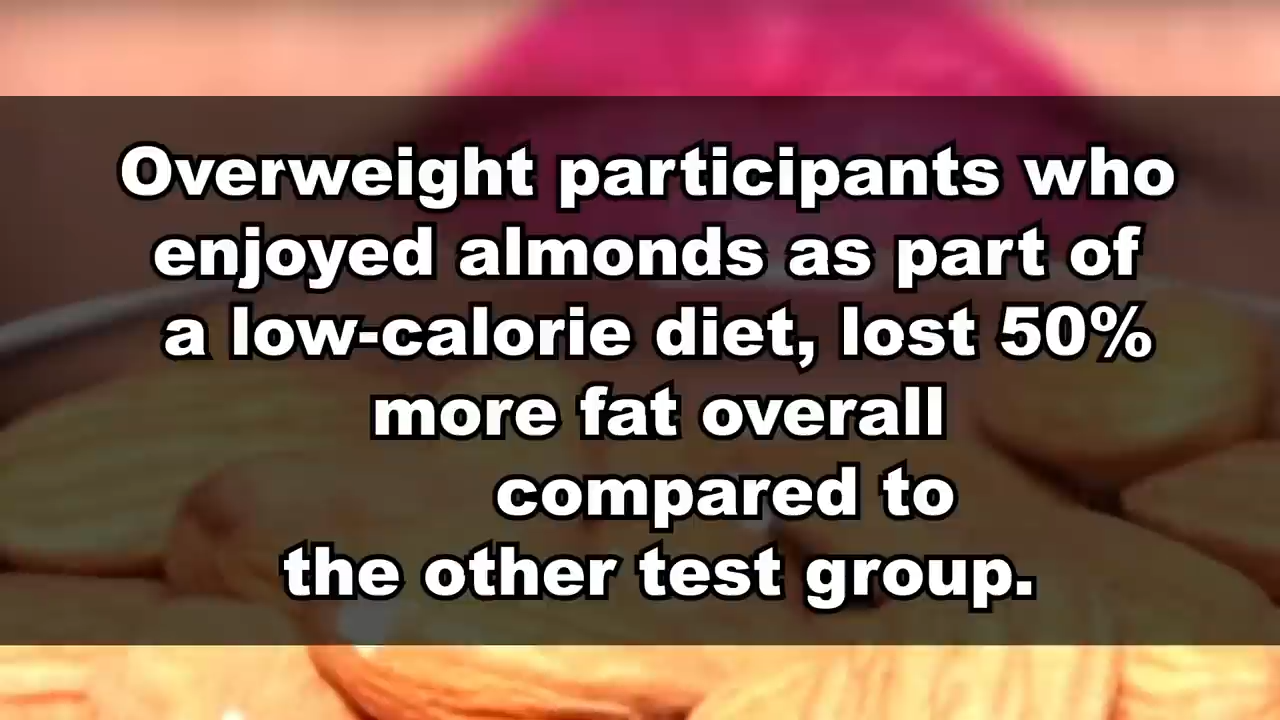 Overweight participants who
enjoyed almonds as part of
a low-calorie diet, lost 50%
more fat overall
compared to
the other test group.